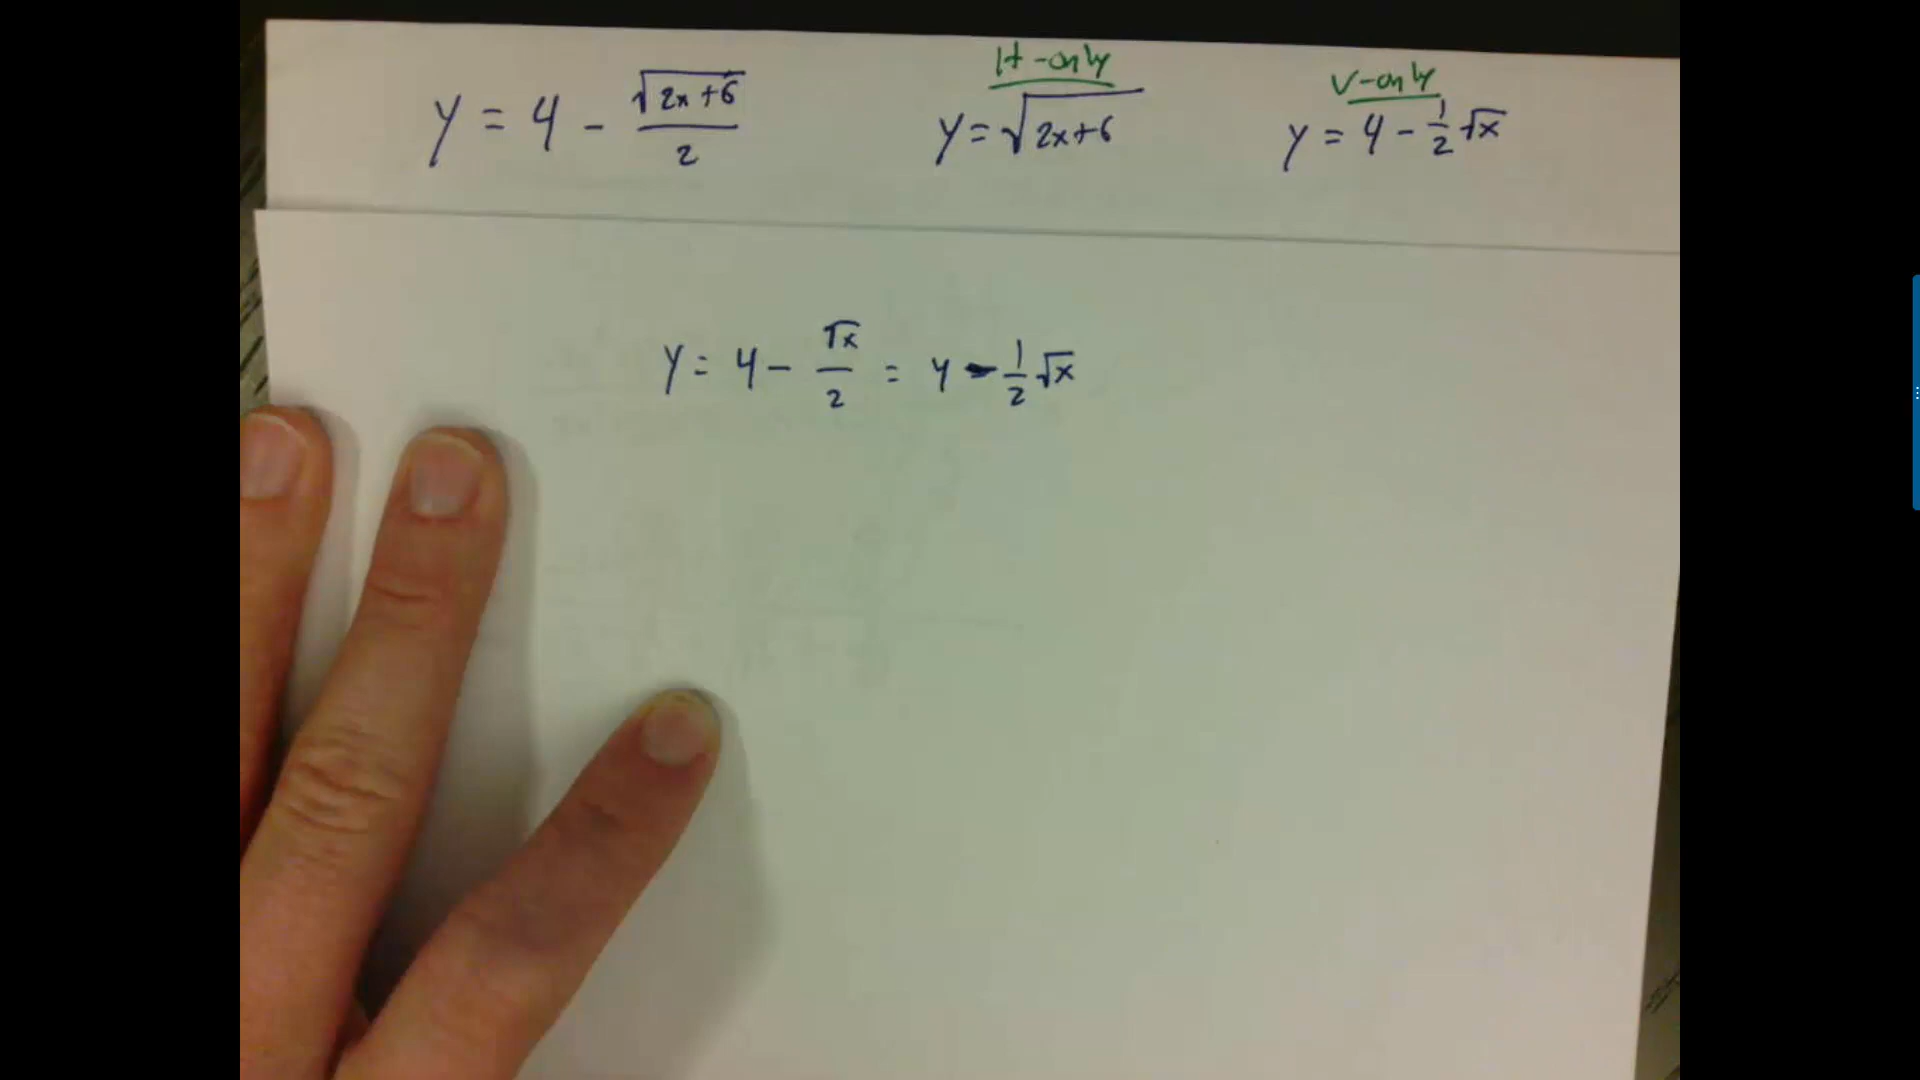 y = 4 - √(2x+6)/2
H-only
y = √(2x+6)
V-only
y = 4 - 1/2 √x
y = 4 - √x/2 = 4 - 1/2 √x